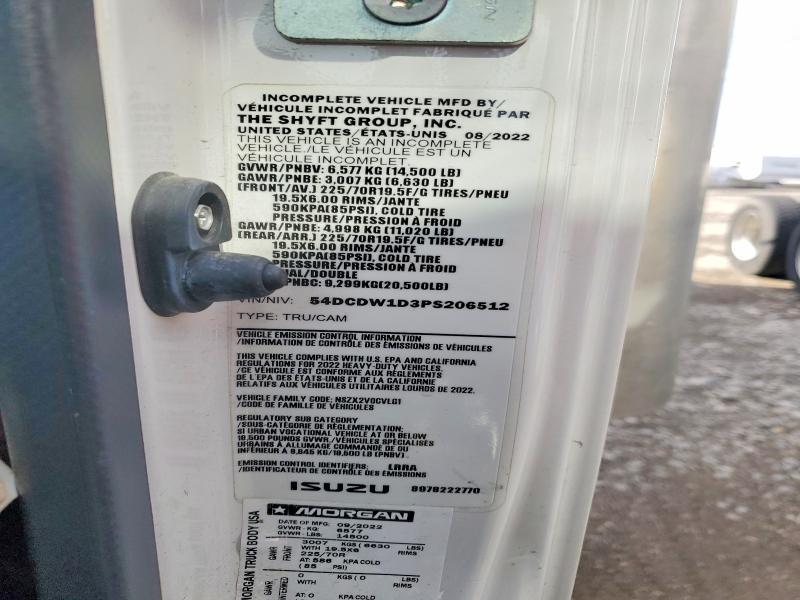 INCOMPLETE VEHICLE MFD BY/
VÉHICULE INCOMPLET FABRIQUÉ PAR
THE SHYFT GROUP, INC.
UNITED STATES/ÉTATS-UNIS 08/2022
THIS VEHICLE IS AN INCOMPLETE
VEHICLE./LE VÉHICULE EST UN
VÉHICULE INCOMPLET.
GVWR/PNBV: 6,577 KG (14,500 LB)
GAWR/PNBE: 3,007 KG (6,630 LB)
(FRONT/AV.) 225/70R19.5F/G TIRES/PNEU
19.5X6.00 RIMS/JANTE
590KPA(85PSI), COLD TIRE
PRESSURE/PRESSION À FROID
GAWR/PNBE: 4,998 KG (11,020 LB)
(REAR/ARR.) 225/70R19.5F/G TIRES/PNEU
19.5X6.00 RIMS/JANTE
590KPA(85PSI), COLD TIRE
PRESSURE/PRESSION À FROID
/DOUBLE
PNBC: 9,299KG(20,500LB)
VIN/NIV: 54DCDW1D3PS206512
TYPE: TRU/CAM
VEHICLE EMISSION CONTROL INFORMATION
/INFORMATION DE CONTRÔLE DES ÉMISSIONS DE VÉHICULES
THIS VEHICLE COMPLIES WITH U.S. EPA AND CALIFORNIA
REGULATIONS FOR 2022 HEAVY-DUTY VEHICLES.
/CE VÉHICULE EST CONFORME AUX RÈGLEMENTS
DE L'EPA DES ÉTATS-UNIS ET DE LA CALIFORNIE
RELATIFS AUX VÉHICULES UTILITAIRES LOUROS DE 2022.
VEHICLE FAMILY CODE: NSZX2VOCVLG1
/CODE DE FAMILLE DE VÉHICULES
REGULATORY SUB CATEGORY
/SOUS-CATÉGORIE DE RÉGLEMENTATION:
SI URBAN VOCATIONAL VEHICLE AT OR BELOW
19,500 POUNDS GVWR/VÉHICULES SPÉCIALISÉS
URBAINS À ALLUMAGE COMMANDE DU OU
INFÉRIEUR À 8,845 KG/19,500 LB (PNBV)
EMISSION CONTROL IDENTIFIERS: LRRA
/IDENTIFICATEUR DE CONTRÔLE DES ÉMISSIONS
ISUZU 8978222770
MORGAN
MORGAN TRUCK BODY USA
DATE OF MFG: 09/2022
GVWR - KG: 6577
GVWR - LBS: 14500
GAWR FRONT
3007 KGS ( 6630 LBS)
WITH 19.5X6 RIMS
225/70R
AT: 586 KPA COLD
( 85 PSI)
GAWR INTERMED
0 KGS ( 0 LBS)
WITH RIMS
AT: 0 KPA COLD